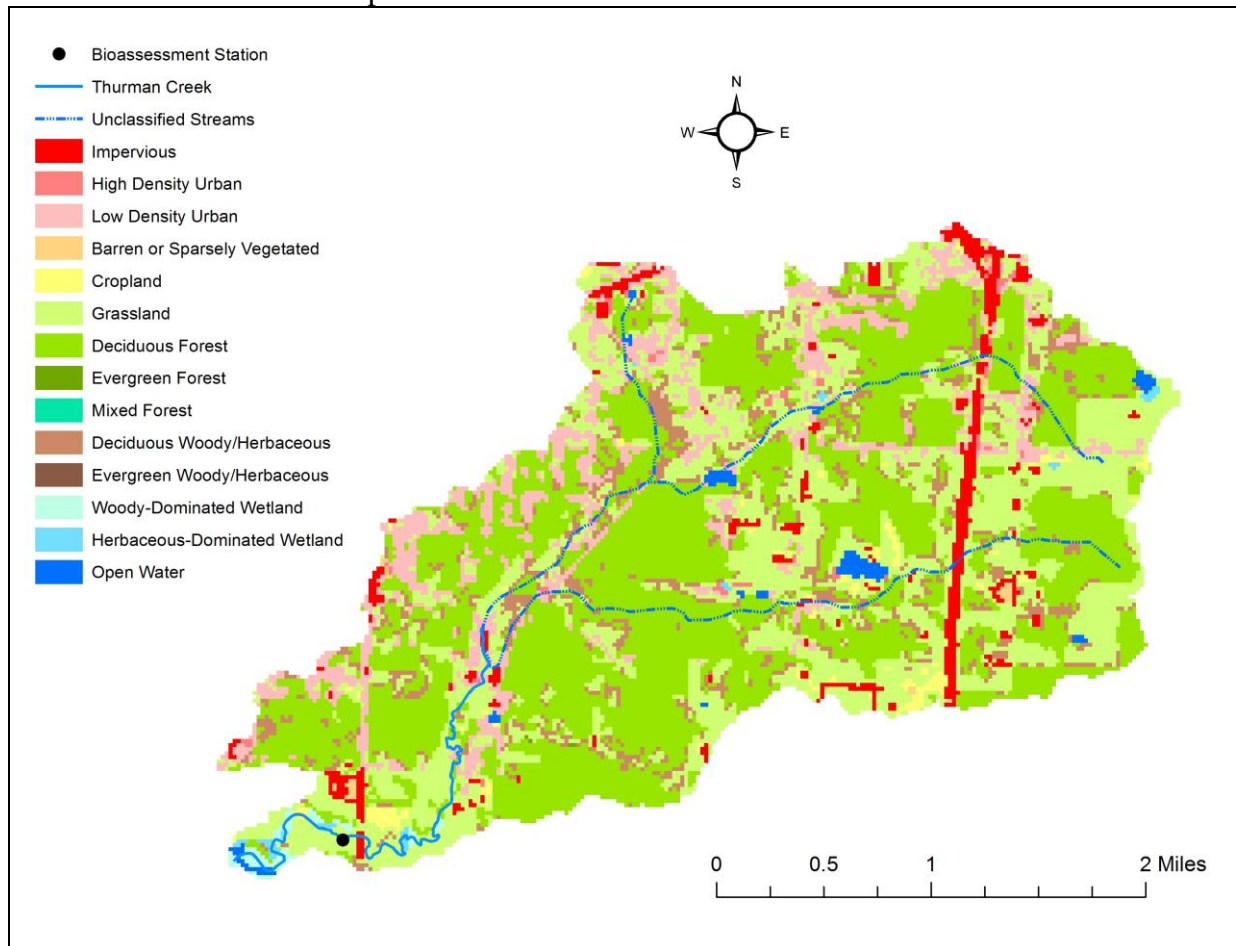 Bioassessment Station
Thurman Creek
Unclassified Streams
Impervious
High Density Urban
Low Density Urban
Barren or Sparsely Vegetated
Cropland
Grassland
Deciduous Forest
Evergreen Forest
Mixed Forest
Deciduous Woody/Herbaceous
Evergreen Woody/Herbaceous
Woody-Dominated Wetland
Herbaceous-Dominated Wetland
Open Water
N
W E
S
0 0.5 1 2 Miles